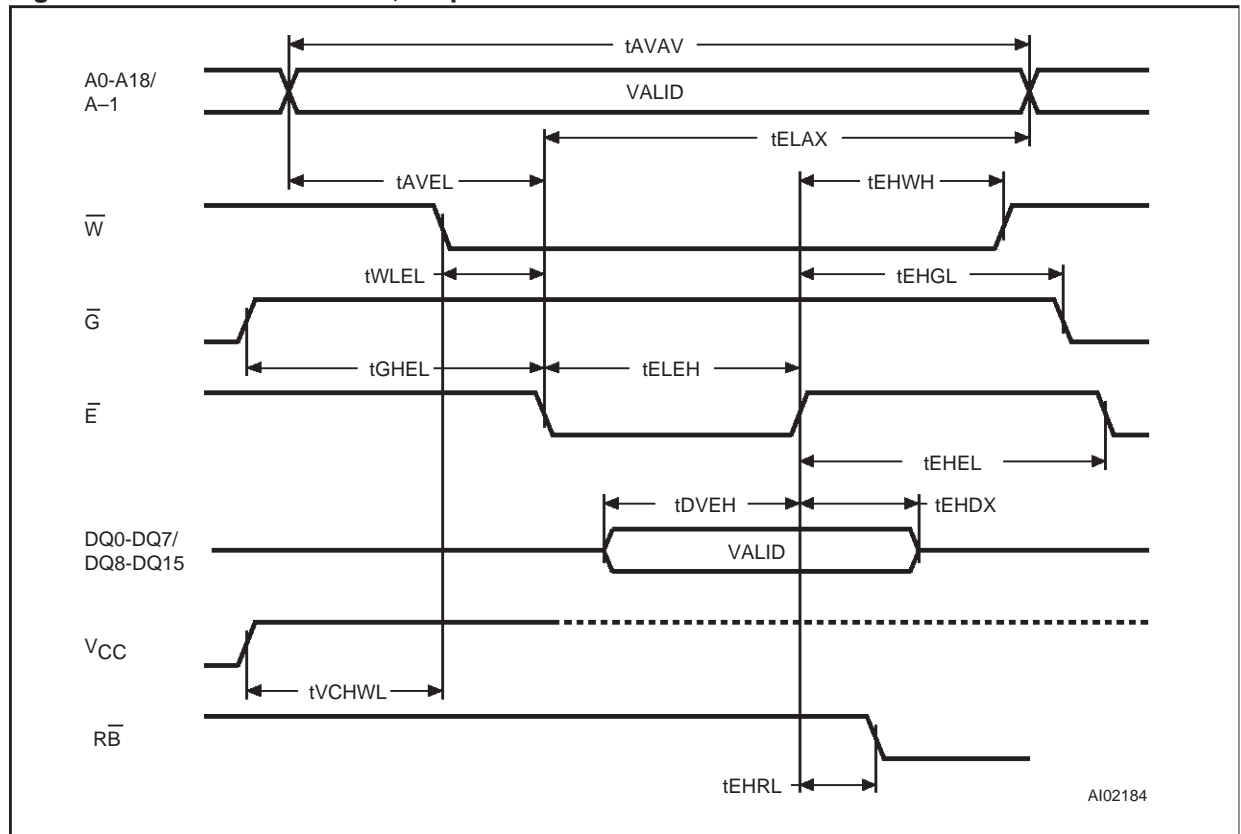 tAVAV
A0-A18/
A–1
VALID
tELAX
tAVEL
tEHWH
W̅
tWLEL
tEHGL
G̅
tGHEL
tELEH
E̅
tEHEL
tDVEH
tEHDX
DQ0-DQ7/
DQ8-DQ15
VALID
VCC
tVCHWL
RB̅
tEHRL
AI02184